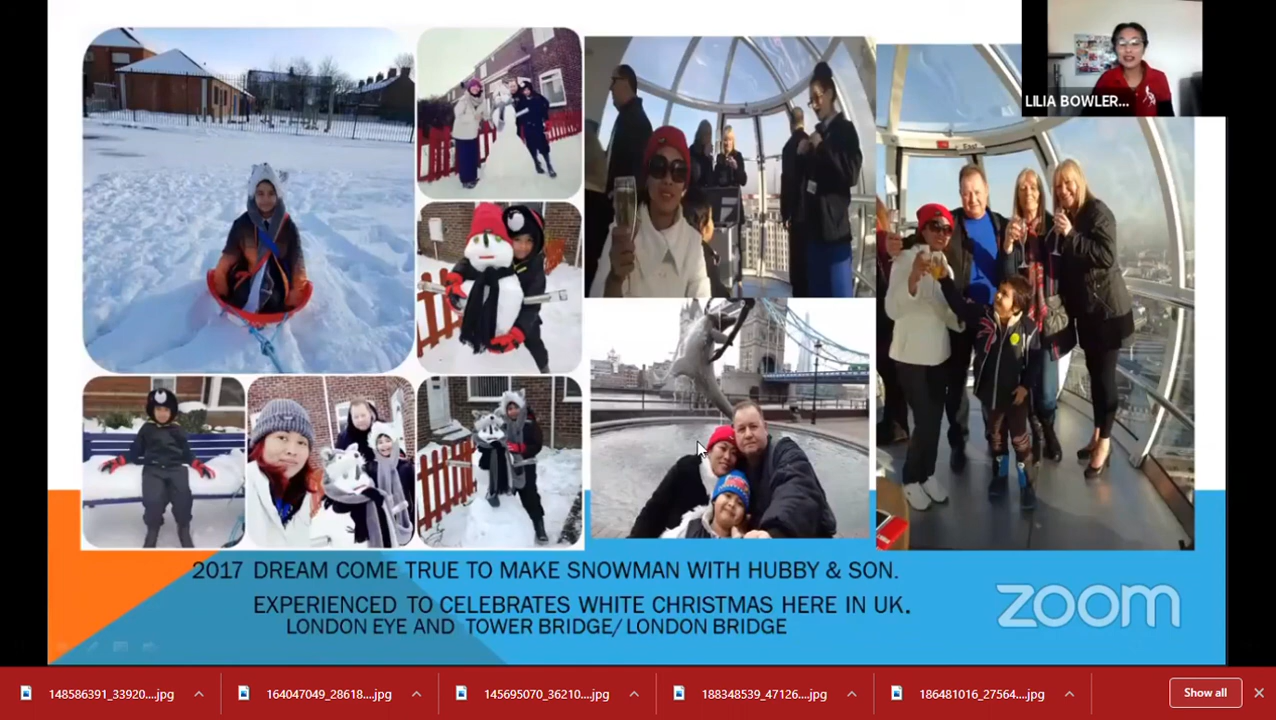 East
LILIA BOWLER...
2017 DREAM COME TRUE TO MAKE SNOWMAN WITH HUBBY & SON.
EXPERIENCED TO CELEBRATES WHITE CHRISTMAS HERE IN UK.
LONDON EYE AND TOWER BRIDGE/ LONDON BRIDGE
zoom
148586391_33920....jpg
164047049_28618....jpg
145695070_36210....jpg
188348539_47126....jpg
186481016_27564....jpg
Show all